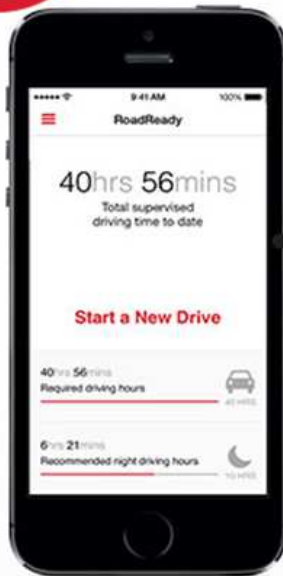 9:41 AM 100%
RoadReady
40hrs 56mins
Total supervised
driving time to date
Start a New Drive
40hrs 56mins
Required driving hours
40 HRS
6hrs 21mins
Recommended night driving hours
10 HRS